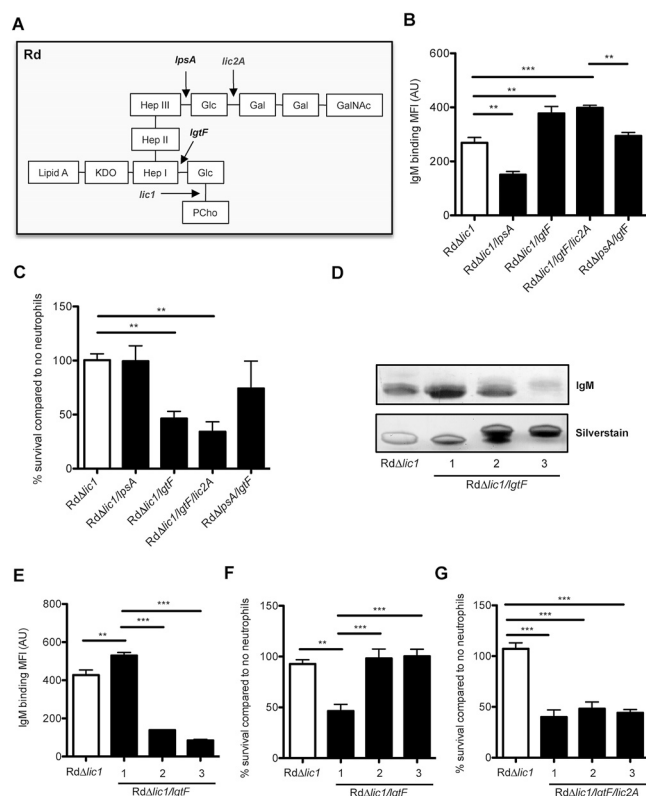 A
Rd
lpsA
lic2A
Hep III
Glc
Gal
Gal
GalNAc
Hep II
lgtF
Lipid A
KDO
Hep I
Glc
lic1
PCho
B
IgM binding MFI (AU)
600
400
200
0
**
***
**
**
RdΔlic1
RdΔlic1/lpsA
RdΔlic1/lgtF
RdΔlic1/lgtF/lic2A
RdΔlpsA/lgtF
C
% survival compared to no neutrophils
150
100
50
0
**
**
RdΔlic1
RdΔlic1/lpsA
RdΔlic1/lgtF
RdΔlic1/lgtF/lic2A
RdΔlpsA/lgtF
D
IgM
Silverstain
RdΔlic1
1
2
3
RdΔlic1/lgtF
E
IgM binding MFI (AU)
800
600
400
200
0
**
***
***
RdΔlic1
1
2
3
RdΔlic1/lgtF
F
% survival compared to no neutrophils
150
100
50
0
**
***
***
RdΔlic1
1
2
3
RdΔlic1/lgtF
G
% survival compared to no neutrophils
150
100
50
0
***
***
***
RdΔlic1
1
2
3
RdΔlic1/lgtF/lic2A